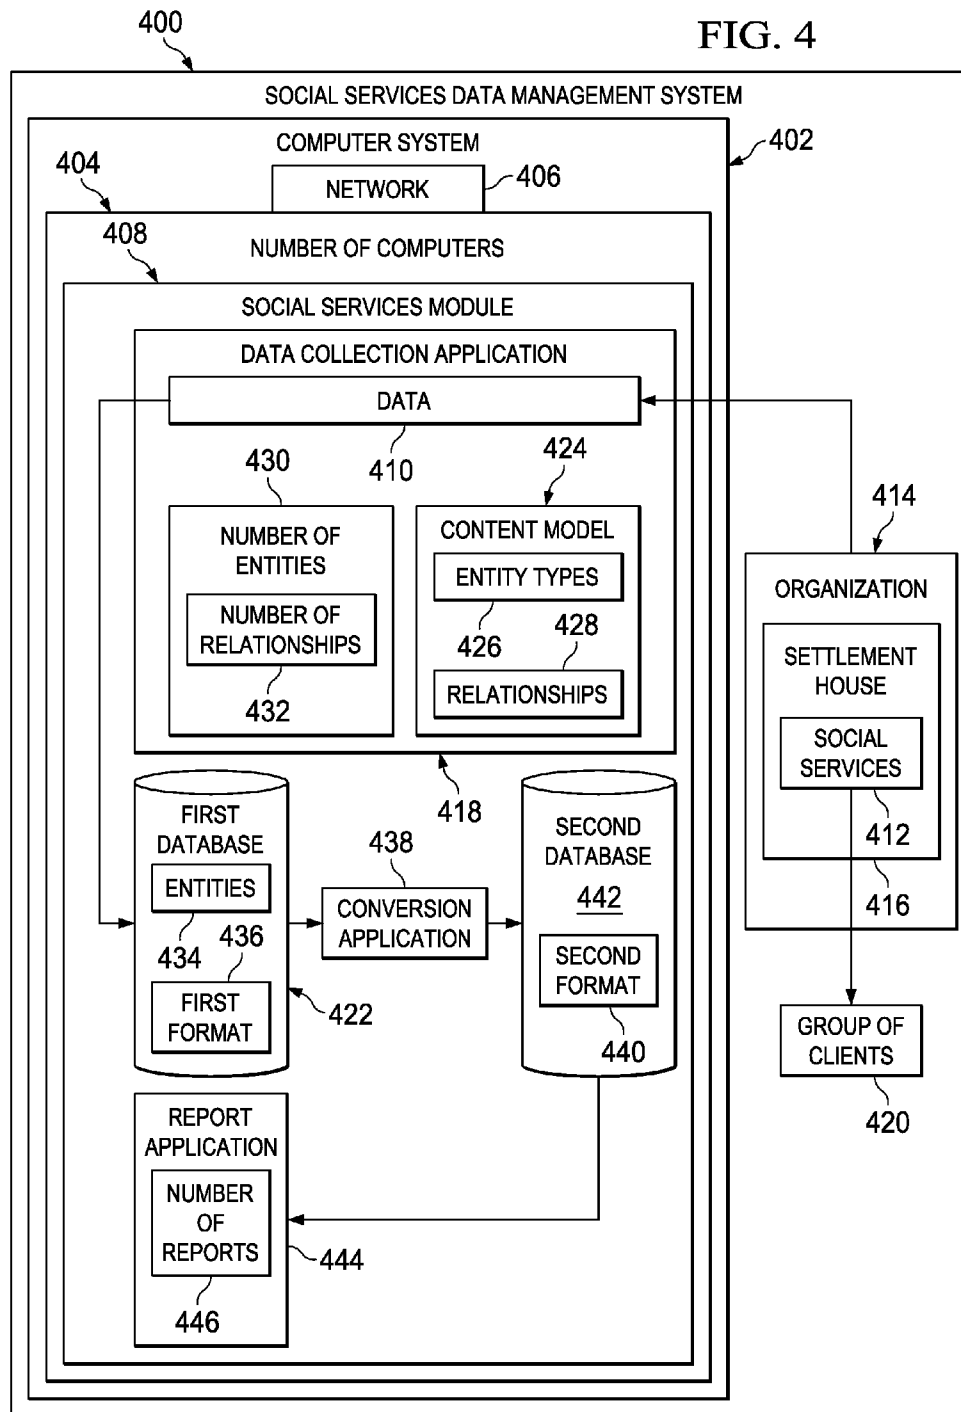 FIG. 4
400
SOCIAL SERVICES DATA MANAGEMENT SYSTEM
COMPUTER SYSTEM
402
404
NETWORK
406
408
NUMBER OF COMPUTERS
SOCIAL SERVICES MODULE
DATA COLLECTION APPLICATION
DATA
410
430
NUMBER OF
ENTITIES
NUMBER OF
RELATIONSHIPS
432
424
CONTENT MODEL
ENTITY TYPES
426
428
RELATIONSHIPS
418
414
ORGANIZATION
SETTLEMENT
HOUSE
SOCIAL
SERVICES
412
416
GROUP OF
CLIENTS
420
FIRST
DATABASE
ENTITIES
434
436
FIRST
FORMAT
422
438
CONVERSION
APPLICATION
SECOND
DATABASE
442
SECOND
FORMAT
440
REPORT
APPLICATION
NUMBER
OF
REPORTS
444
446